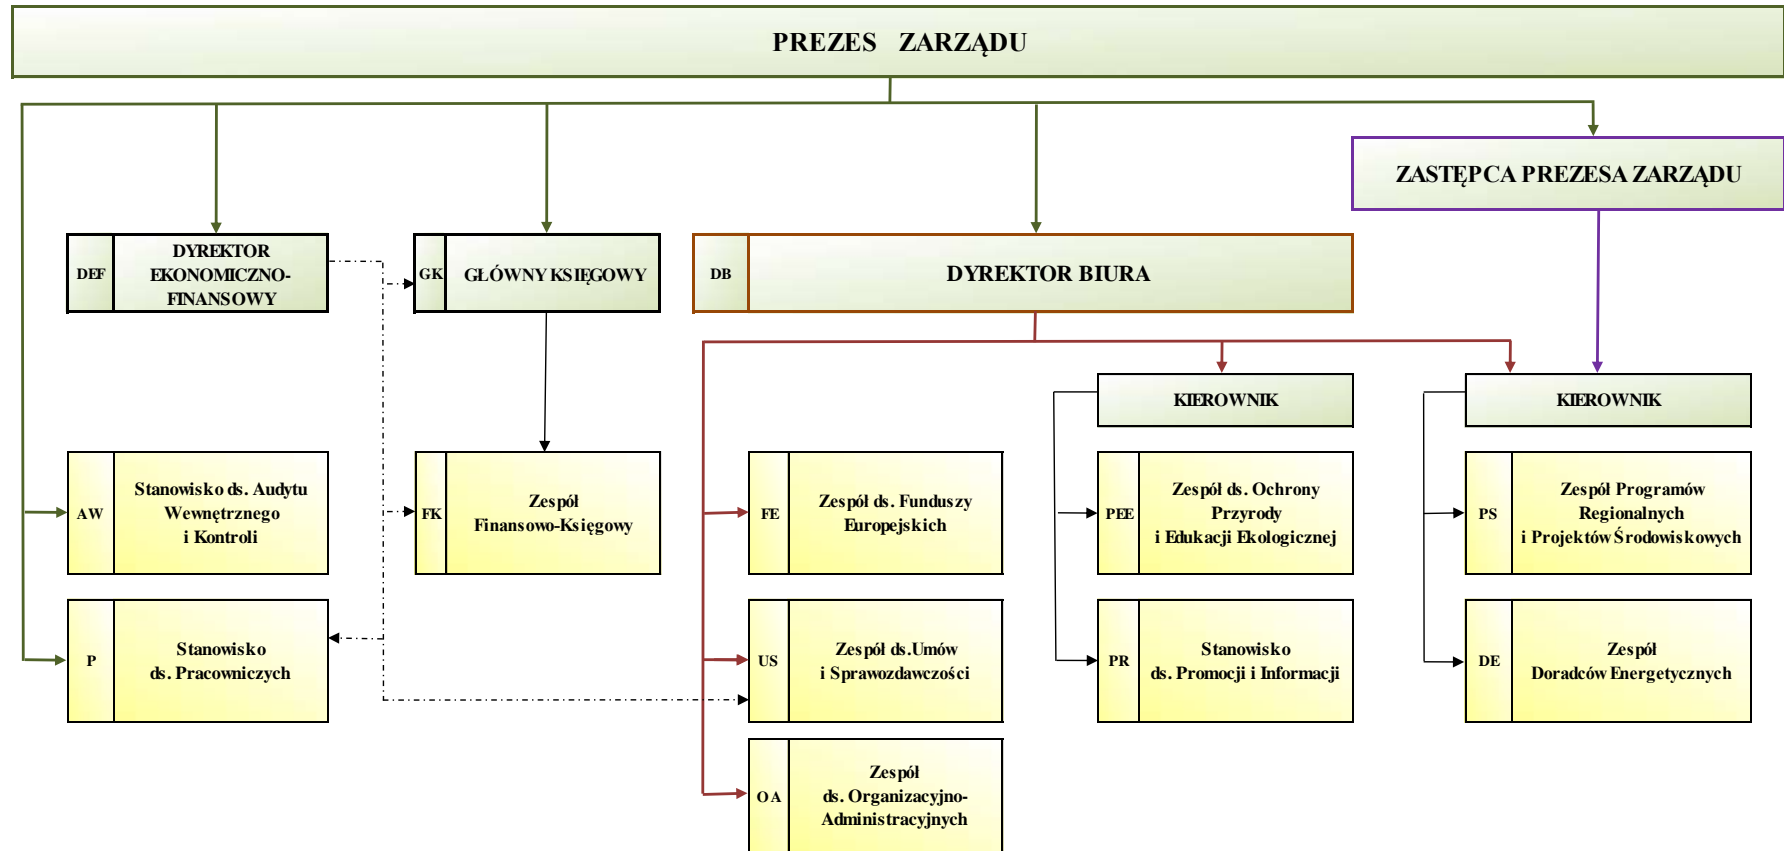 PREZES ZARZĄDU
ZASTĘPCA PREZESA ZARZĄDU
DEF
DYREKTOR
EKONOMICZNO-
FINANSOWY
GK
GŁÓWNY KSIĘGOWY
DB
DYREKTOR BIURA
KIEROWNIK
KIEROWNIK
AW
Stanowisko ds. Audytu
Wewnętrznego
i Kontroli
FK
Zespół
Finansowo-Księgowy
FE
Zespół ds. Funduszy
Europejskich
PEE
Zespół ds. Ochrony
Przyrody
i Edukacji Ekologicznej
PS
Zespół Programów
Regionalnych
i Projektów Środowiskowych
P
Stanowisko
ds. Pracowniczych
US
Zespół ds.Umów
i Sprawozdawczości
PR
Stanowisko
ds. Promocji i Informacji
DE
Zespół
Doradców Energetycznych
OA
Zespół
ds. Organizacyjno-
Administracyjnych